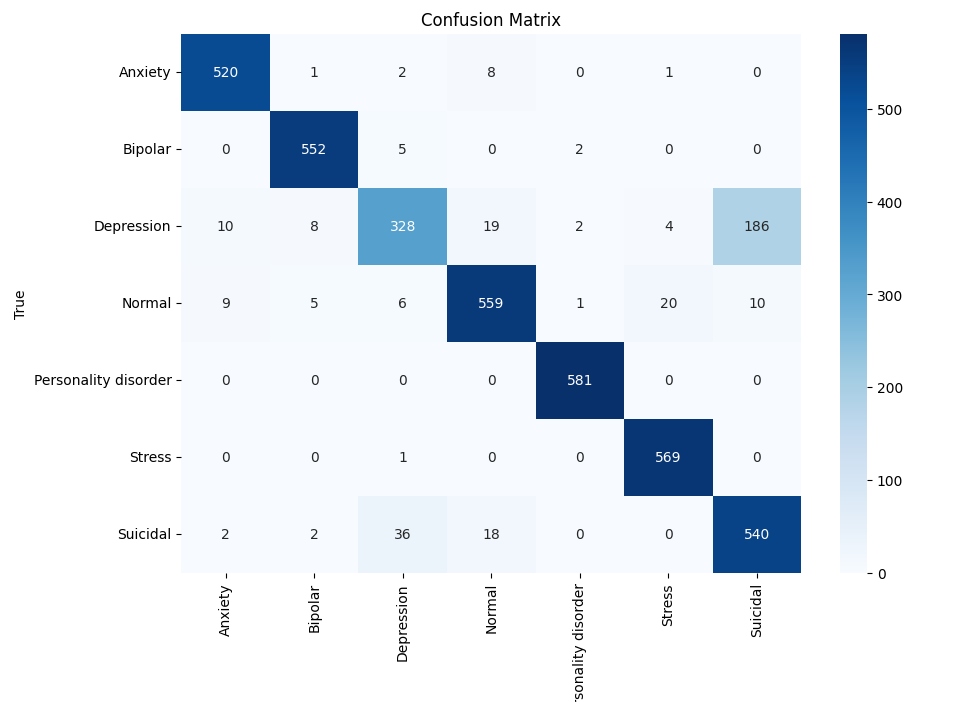 Confusion Matrix
Anxiety 520 1 2 8 0 1 0
Bipolar 0 552 5 0 2 0 0
Depression 10 8 328 19 2 4 186
Normal 9 5 6 559 1 20 10
Personality disorder 0 0 0 0 581 0 0
Stress 0 0 1 0 0 569 0
Suicidal 2 2 36 18 0 0 540
True
Anxiety
Bipolar
Depression
Normal
rsonality disorder
Stress
Suicidal
500
400
300
200
100
0